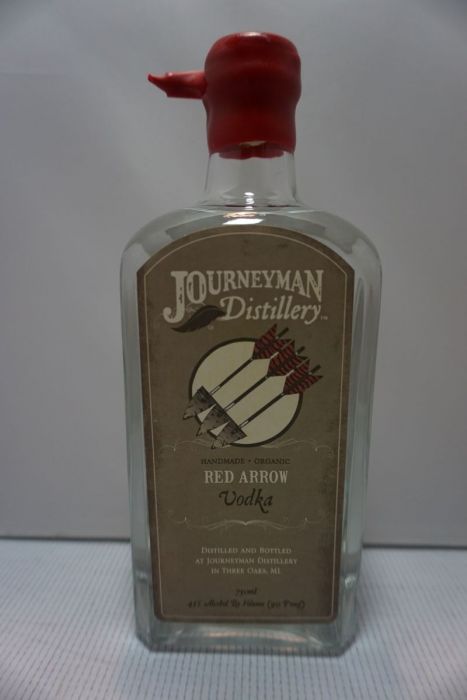 JOURNEYMAN
Distillery™
HANDMADE • ORGANIC
RED ARROW
Vodka
DISTILLED AND BOTTLED
AT JOURNEYMAN DISTILLERY
IN THREE OAKS, MI.
750ml
45% Alcohol By Volume (90 Proof)